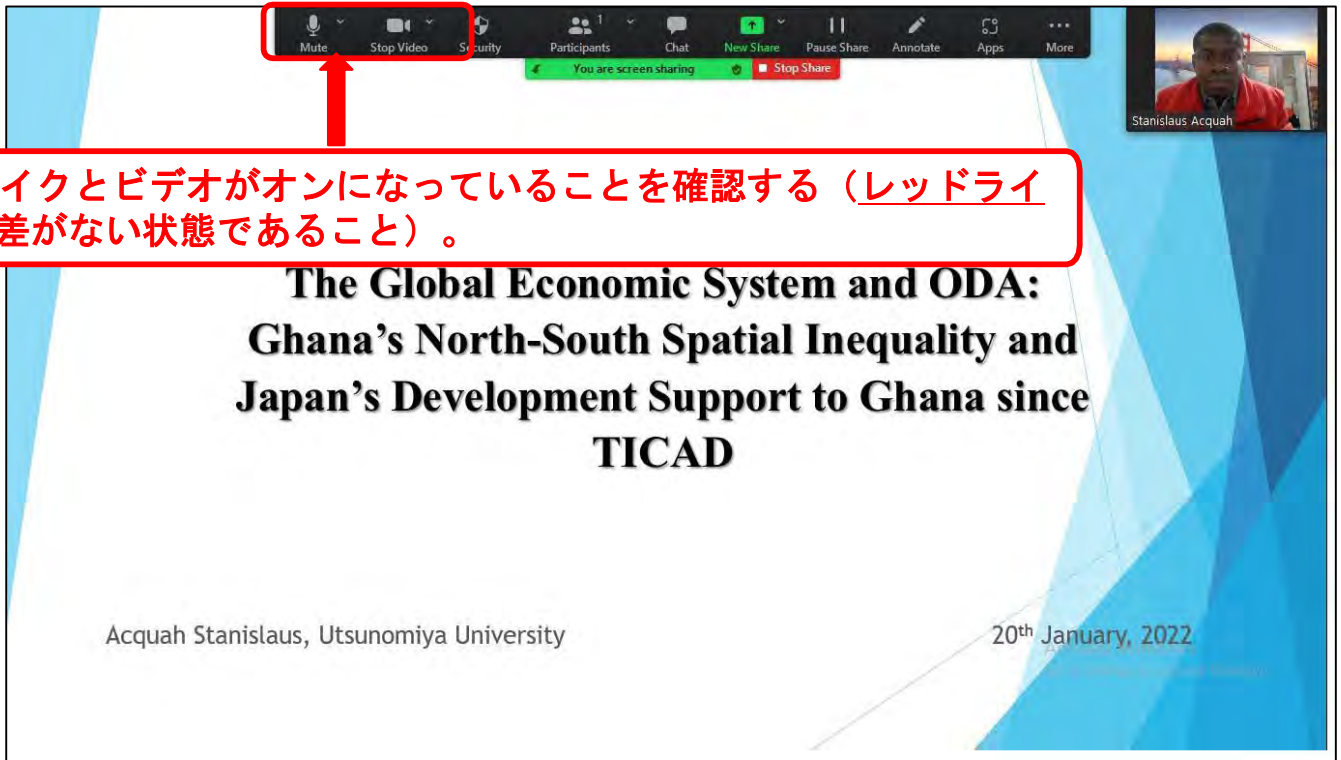 Mute Stop Video Security Participants 1 Chat New Share Pause Share Annotate Apps More
You are screen sharing Stop Share
Stanislaus Acquah
イクとビデオがオンになっていることを確認する（レッドライ
差がない状態であること）。
The Global Economic System and ODA:
Ghana’s North-South Spatial Inequality and
Japan’s Development Support to Ghana since
TICAD
Acquah Stanislaus, Utsunomiya University
20th January, 2022